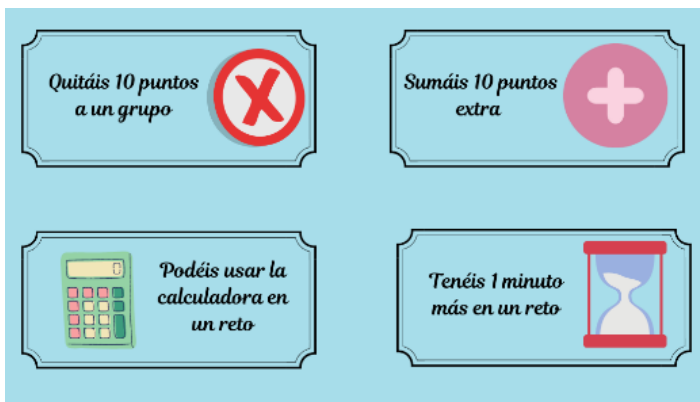 Quitáis 10 puntos
a un grupo
Sumáis 10 puntos
extra
Podéis usar la
calculadora en
un reto
Tenéis 1 minuto
más en un reto